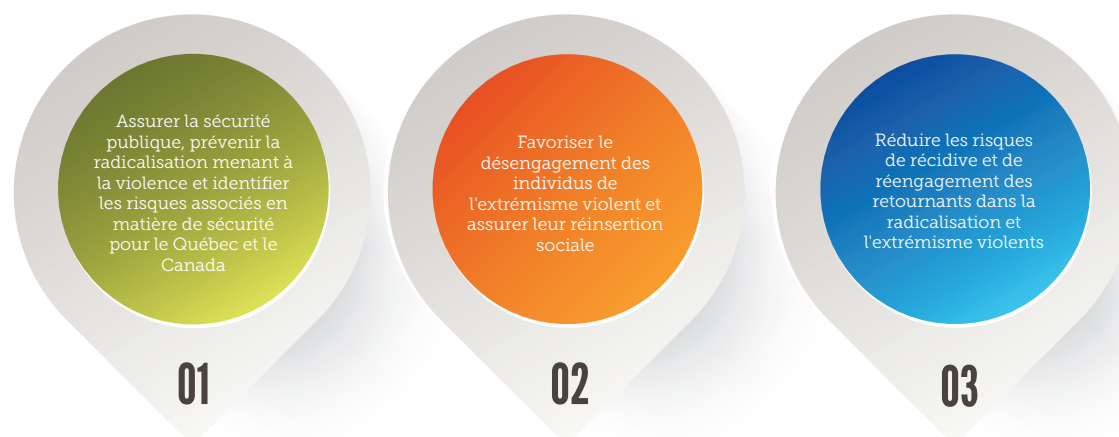 Assurer la sécurité
publique, prévenir la
radicalisation menant à
la violence et identifier
les risques associés en
matière de sécurité
pour le Québec et le
Canada
01
Favoriser le
désengagement des
individus de
l'extrémisme violent et
assurer leur réinsertion
sociale
02
Réduire les risques
de récidive et de
réengagement des
retournants dans la
radicalisation et
l'extrémisme violents
03